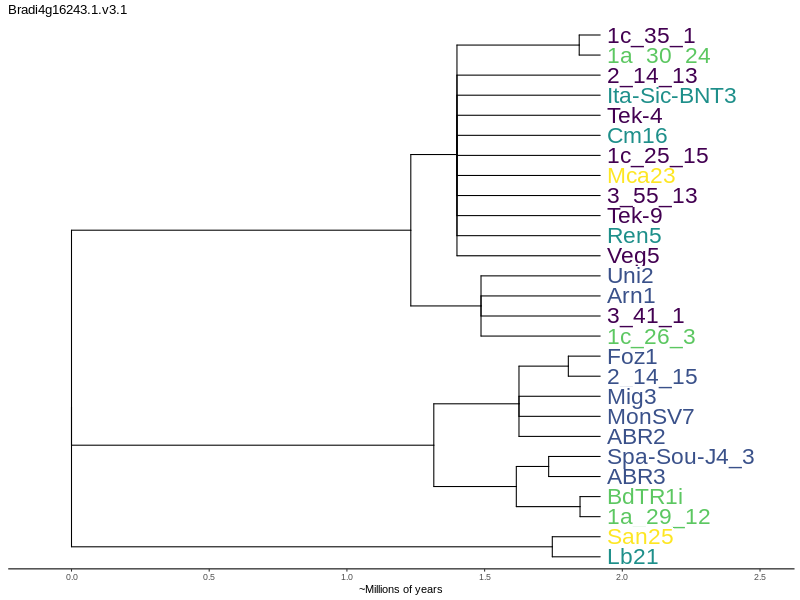 Bradi4g16243.1.v3.1
1c_35_1
1a_30_24
2_14_13
Ita-Sic-BNT3
Tek-4
Cm16
1c_25_15
Mca23
3_55_13
Tek-9
Ren5
Veg5
Uni2
Arn1
3_41_1
1c_26_3
Foz1
2_14_15
Mig3
MonSV7
ABR2
Spa-Sou-J4_3
ABR3
BdTR1i
1a_29_12
San25
Lb21
0.0 0.5 1.0 1.5 2.0 2.5
~Millions of years